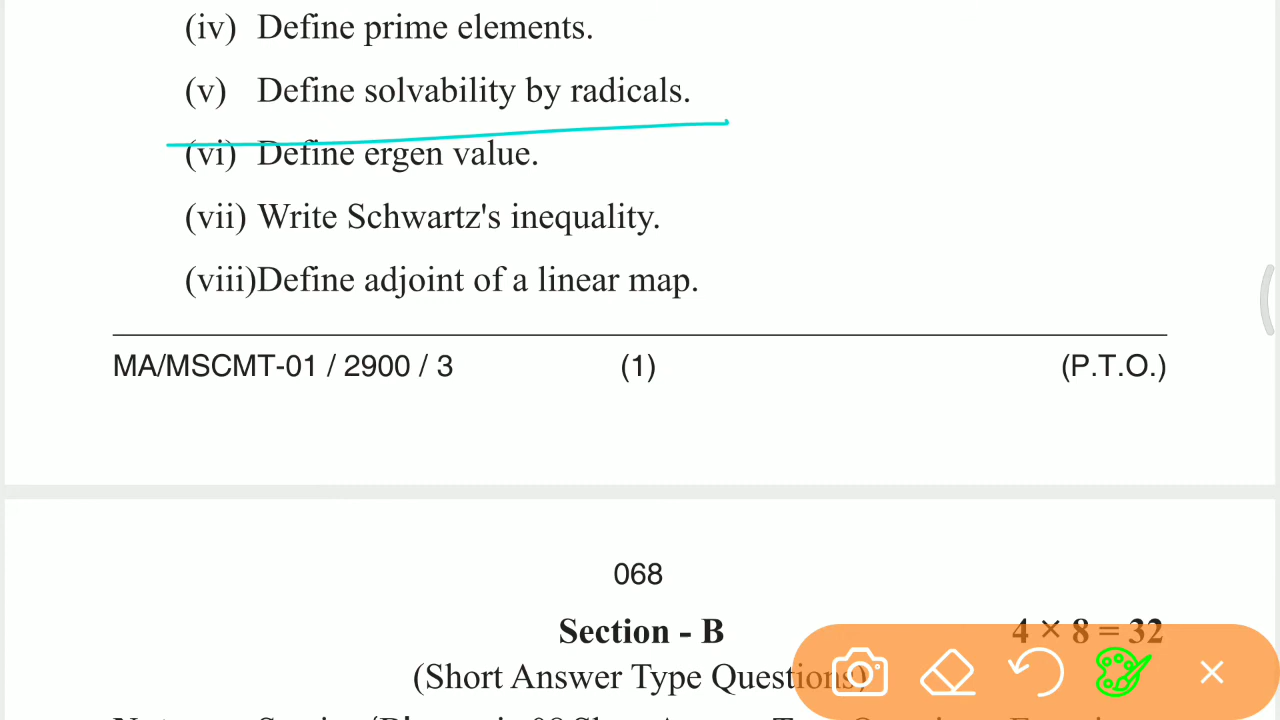 (iv) Define prime elements.
(v) Define solvability by radicals.
(vi) Define ergen value.
(vii) Write Schwartz's inequality.
(viii)Define adjoint of a linear map.
MA/MSCMT-01 / 2900 / 3 (1) (P.T.O.)
068
Section - B 4 × 8 = 32
(Short Answer Type Questions)